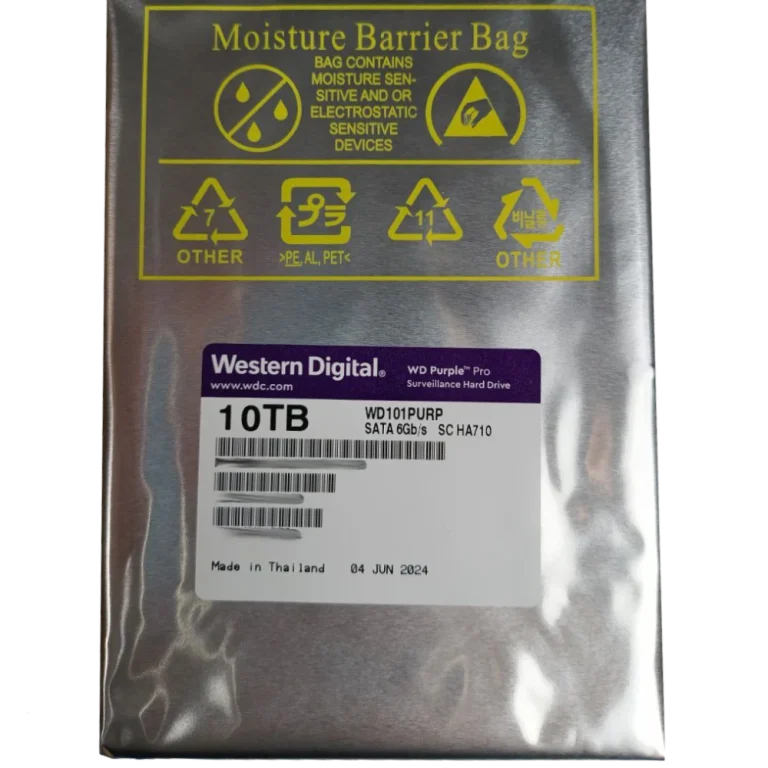 Moisture Barrier Bag
BAG CONTAINS
MOISTURE SEN-
SITIVE AND OR
ELECTROSTATIC
SENSITIVE
DEVICES
7
OTHER
プラ
>PE, AL, PET<
11
비닐류
OTHER
Western Digital®
www.wdc.com
WD Purple™ Pro
Surveillance Hard Drive
10TB
WD101PURP
SATA 6Gb/s SC HA710
Made in Thailand 04 JUN 2024